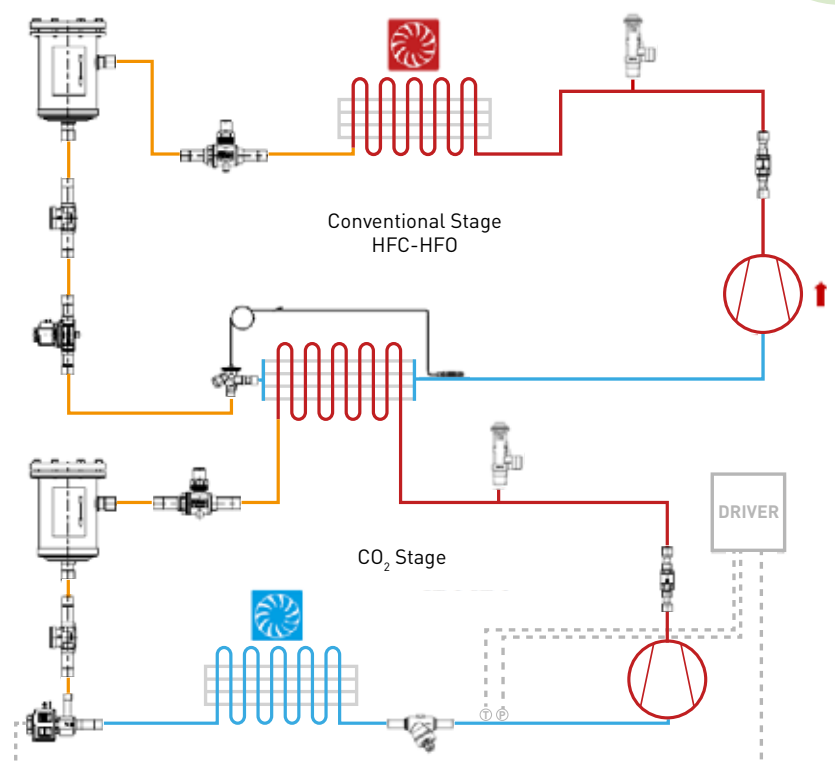 Conventional Stage
HFC-HFO
DRIVER
CO₂ Stage
T P